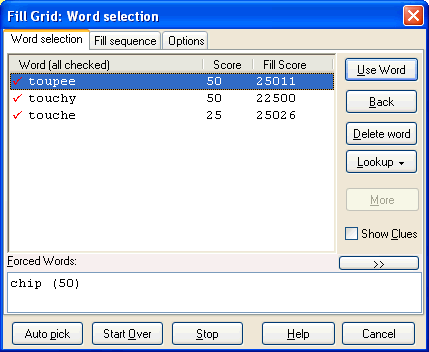 Fill Grid: Word selection
Word selection Fill sequence Options
Word (all checked) Score Fill Score
toupee 50 25011
touchy 50 22500
touche 25 25026
Use Word
Back
Delete word
Lookup
More
Show Clues
Forced Words:
>>
chip (50)
Auto pick Start Over Stop Help Cancel